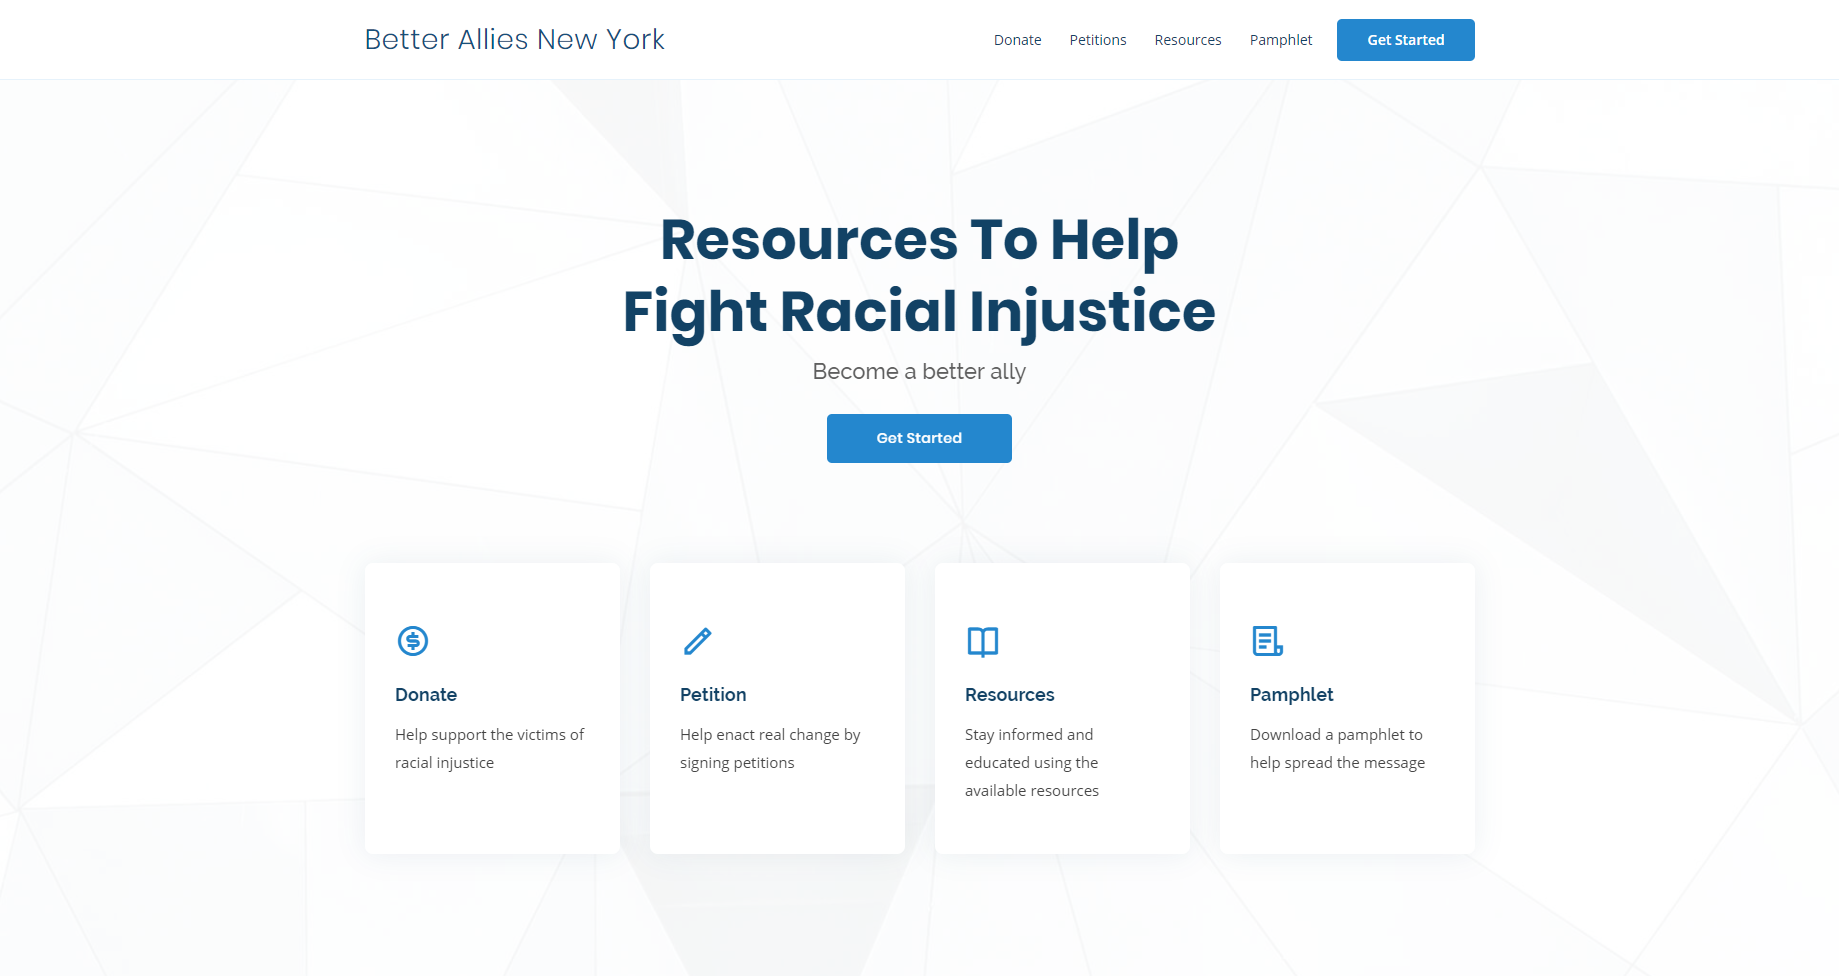 Better Allies New York
Donate Petitions Resources Pamphlet Get Started
Resources To Help
Fight Racial Injustice
Become a better ally
Get Started
Donate
Help support the victims of
racial injustice
Petition
Help enact real change by
signing petitions
Resources
Stay informed and
educated using the
available resources
Pamphlet
Download a pamphlet to
help spread the message